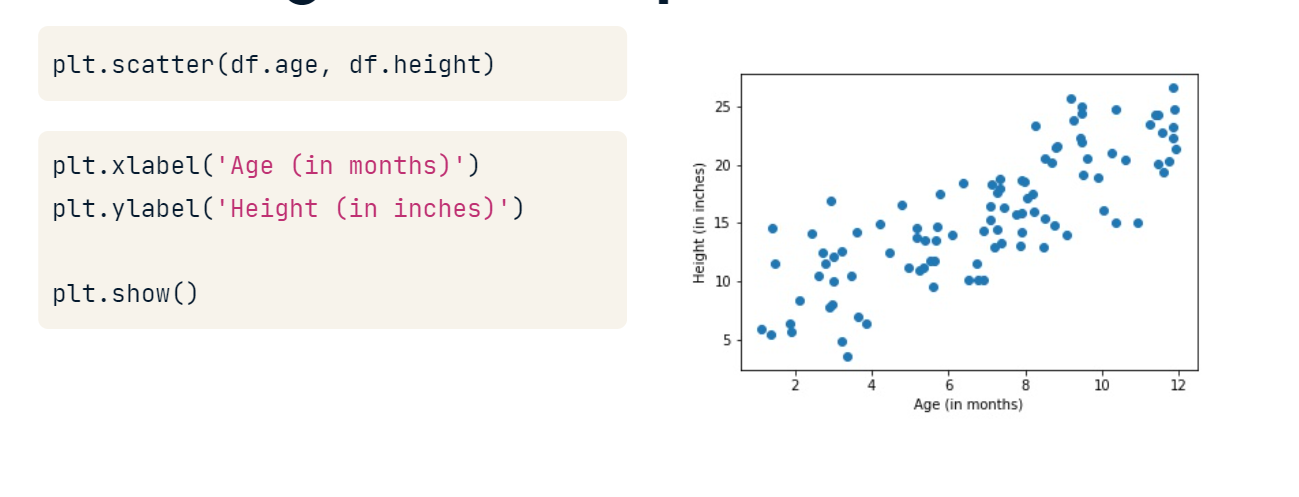 plt.scatter(df.age, df.height)
plt.xlabel('Age (in months)')
plt.ylabel('Height (in inches)')
plt.show()
25
20
15
10
5
Height (in inches)
2 4 6 8 10 12
Age (in months)